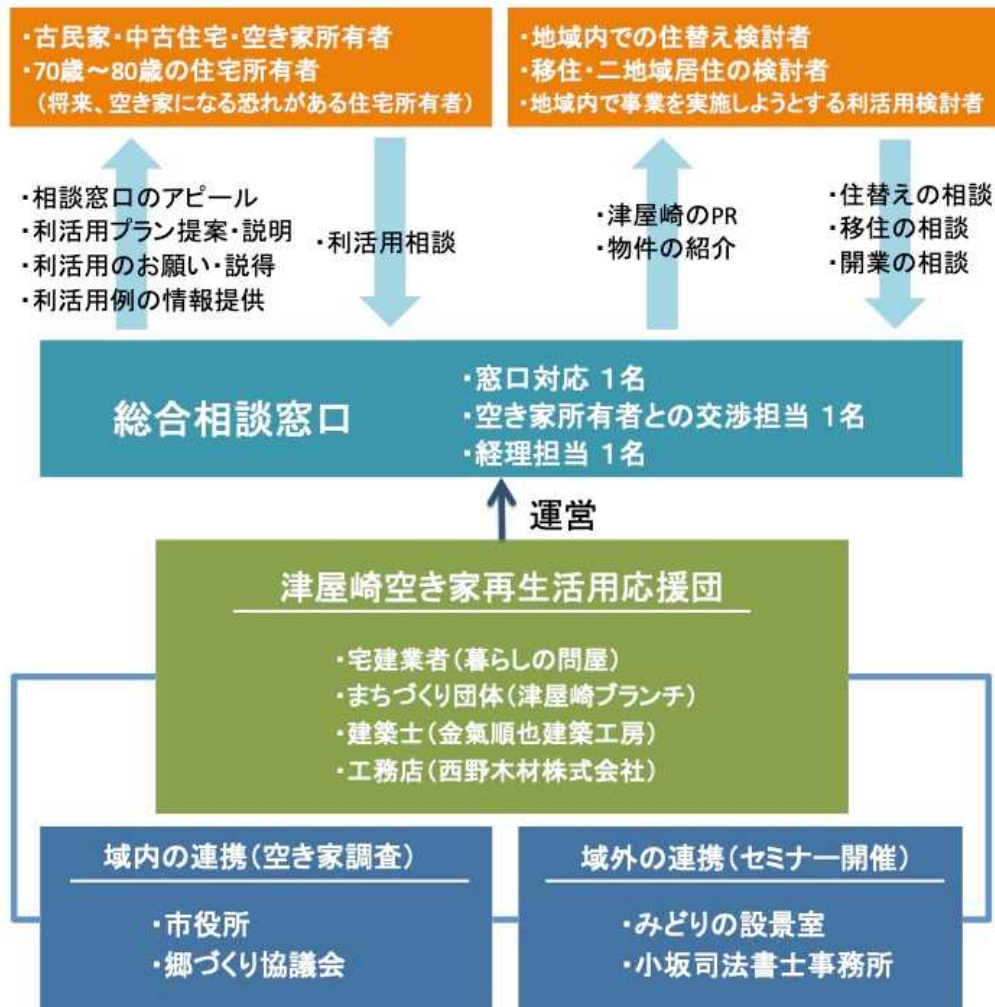 ・古民家・中古住宅・空き家所有者
・70歳～80歳の住宅所有者
（将来、空き家になる恐れがある住宅所有者）
・地域内での住替え検討者
・移住・二地域居住の検討者
・地域内で事業を実施しようとする利活用検討者
・相談窓口のアピール
・利活用プラン提案・説明
・利活用のお願い・説得
・利活用例の情報提供
・利活用相談
・津屋崎のPR
・物件の紹介
・住替えの相談
・移住の相談
・開業の相談
総合相談窓口
・窓口対応 1名
・空き家所有者との交渉担当 1名
・経理担当 1名
運営
津屋崎空き家再生活用応援団
・宅建業者（暮らしの問屋）
・まちづくり団体（津屋崎ブランチ）
・建築士（金氣順也建築工房）
・工務店（西野木材株式会社）
域内の連携（空き家調査）
・市役所
・郷づくり協議会
域外の連携（セミナー開催）
・みどりの設景室
・小坂司法書士事務所